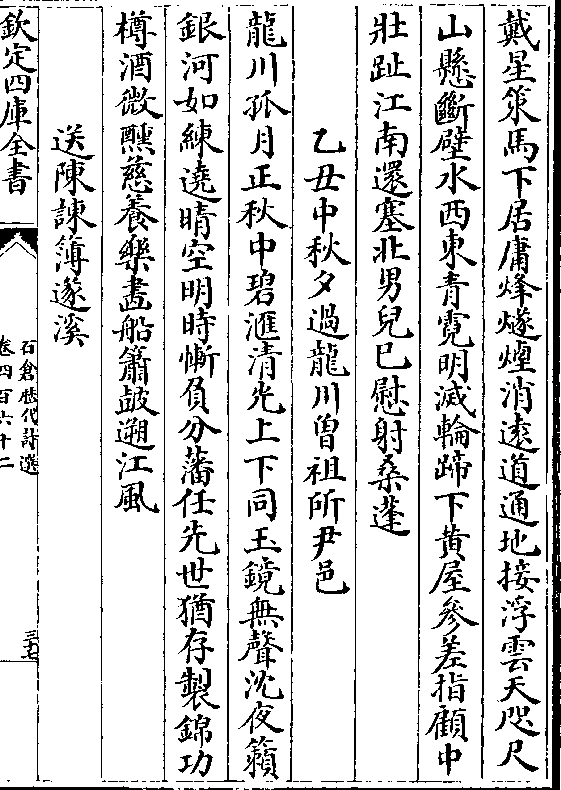 戴星策馬下居庸烽燧煙消逺道通地接浮雲天咫尺
山懸斷壁水西東青霓明滅輪蹄下黄屋參差指顧中
壯趾江南還塞北男兒已慰射桑蓬
乙丑中秋夕過龍川曽祖所尹邑
龍川孤月正秋中碧滙清光上下同玉鏡無聲沈夜籟
銀河如練遶晴空明時慚負分藩任先世猶存製錦功
樽酒微醺慈養樂畫船簫鼓遡江風
送陳諫簿遂溪
欽定四庫全書
石倉歴代詩選
卷四百六十二
三七